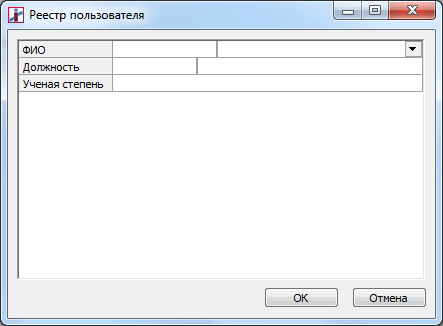 Реестр пользователя
ФИО
Должность
Ученая степень
ОК
Отмена